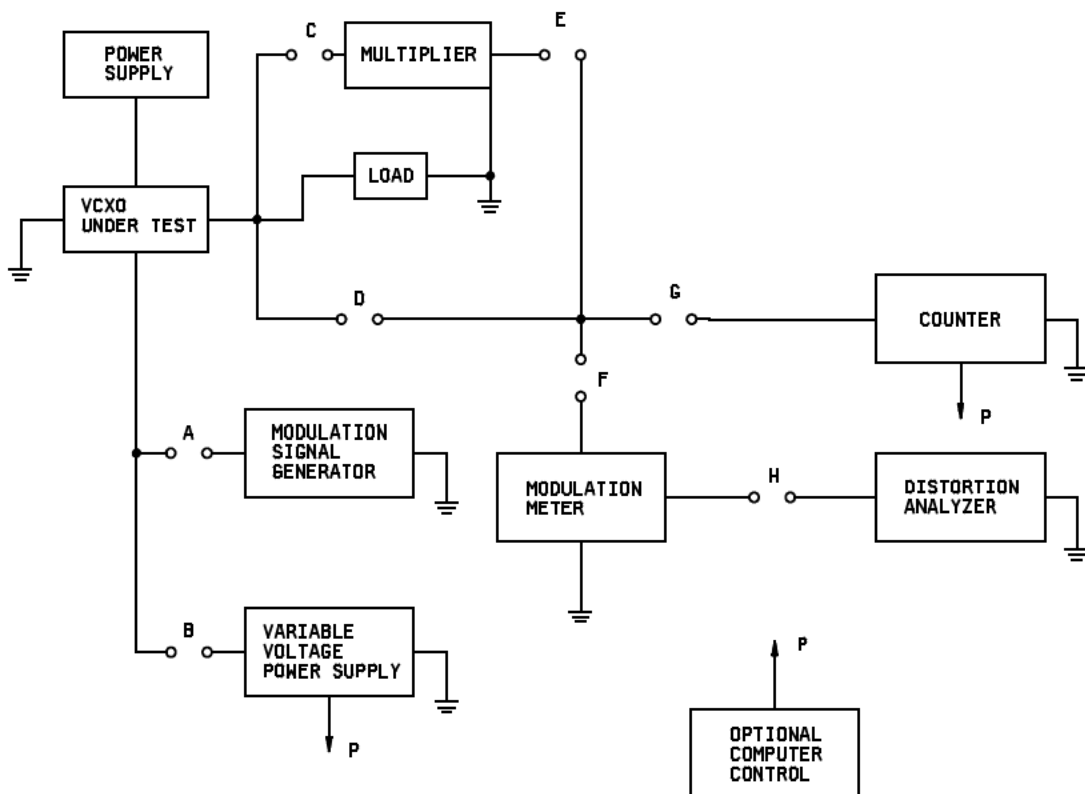 C
E
POWER
SUPPLY
MULTIPLIER
LOAD
VCXO
UNDER TEST
D
G
COUNTER
F
P
A
MODULATION
SIGNAL
GENERATOR
MODULATION
METER
H
DISTORTION
ANALYZER
B
VARIABLE
VOLTAGE
POWER SUPPLY
P
P
OPTIONAL
COMPUTER
CONTROL